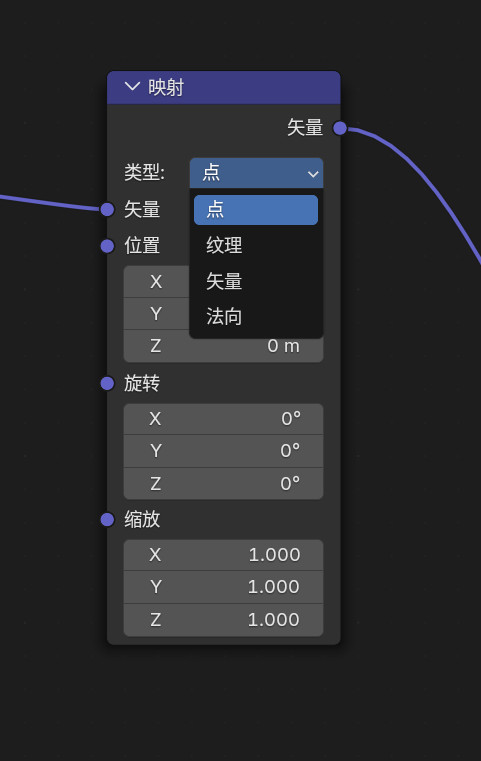 映射
矢量
类型: 点
点
矢量
纹理
位置
矢量
X
法向
Y
Z 0 m
旋转
X 0°
Y 0°
Z 0°
缩放
X 1.000
Y 1.000
Z 1.000